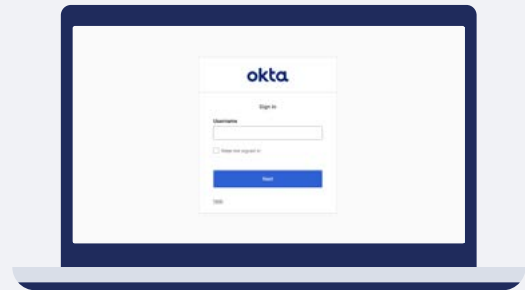 okta
Sign In
Username
Keep me signed in
Next
Help